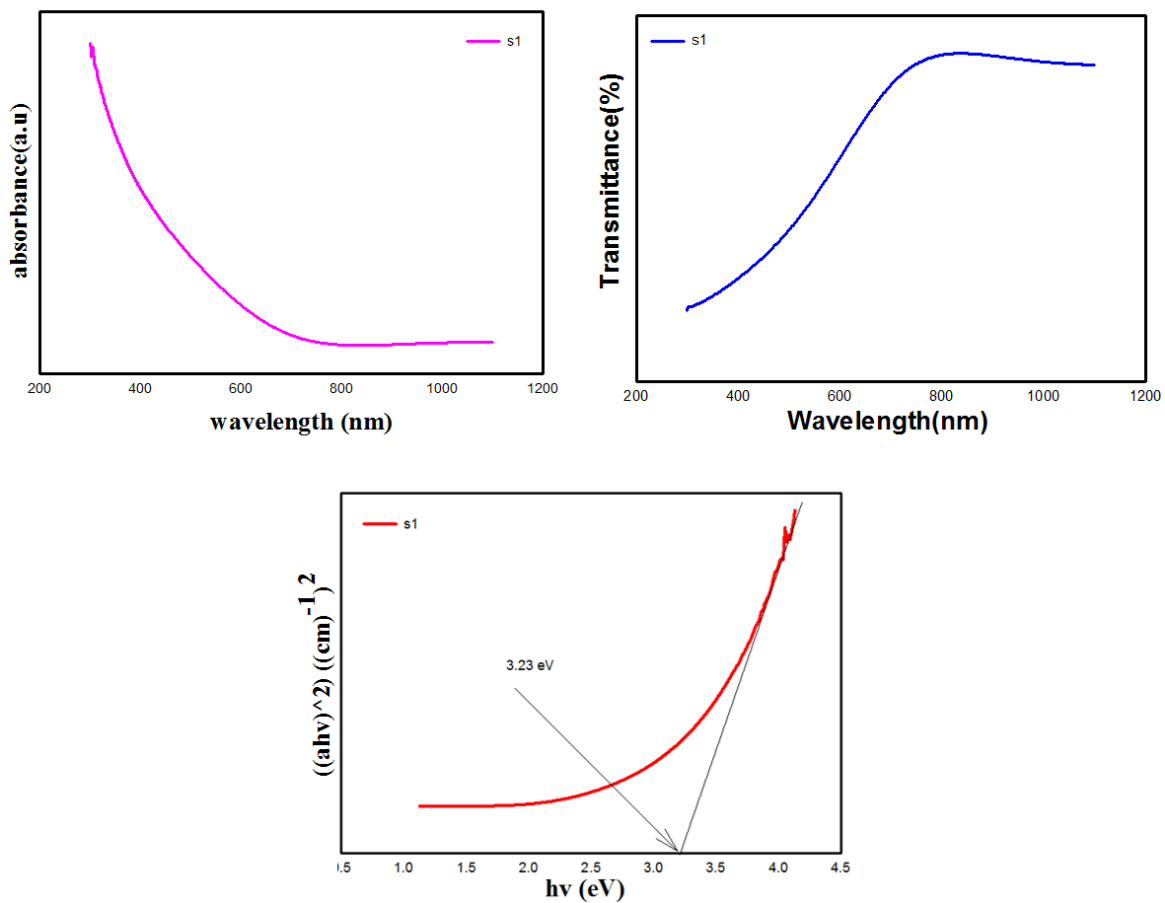 s1
absorbance(a.u)
200 400 600 800 1000 1200
wavelength (nm)
s1
Transmittance(%)
200 400 600 800 1000 1200
Wavelength(nm)
s1
((ahv)^2) ((cm)^-1)^2
3.23 eV
0.5 1.0 1.5 2.0 2.5 3.0 3.5 4.0 4.5
hv (eV)